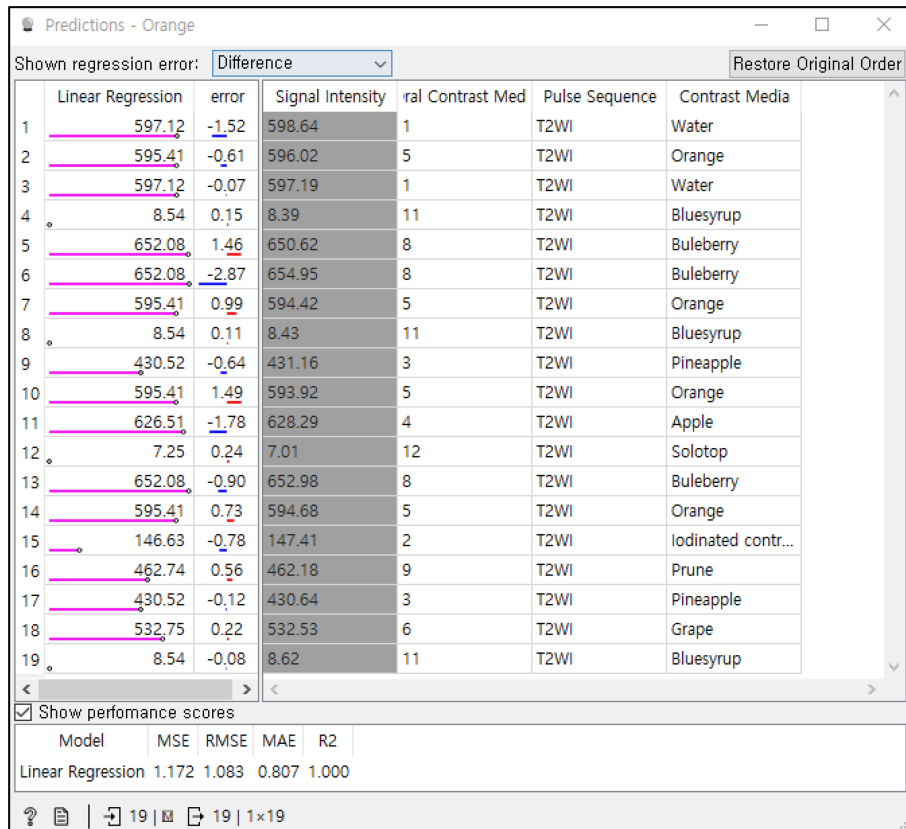 Predictions - Orange
Shown regression error: Difference Restore Original Order
Linear Regression error Signal Intensity ral Contrast Med Pulse Sequence Contrast Media
1 597.12 -1.52 598.64 1 T2WI Water
2 595.41 -0.61 596.02 5 T2WI Orange
3 597.12 -0.07 597.19 1 T2WI Water
4 8.54 0.15 8.39 11 T2WI Bluesyrup
5 652.08 1.46 650.62 8 T2WI Buleberry
6 652.08 -2.87 654.95 8 T2WI Buleberry
7 595.41 0.99 594.42 5 T2WI Orange
8 8.54 0.11 8.43 11 T2WI Bluesyrup
9 430.52 -0.64 431.16 3 T2WI Pineapple
10 595.41 1.49 593.92 5 T2WI Orange
11 626.51 -1.78 628.29 4 T2WI Apple
12 7.25 0.24 7.01 12 T2WI Solotop
13 652.08 -0.90 652.98 8 T2WI Buleberry
14 595.41 0.73 594.68 5 T2WI Orange
15 146.63 -0.78 147.41 2 T2WI Iodinated contr...
16 462.74 0.56 462.18 9 T2WI Prune
17 430.52 -0.12 430.64 3 T2WI Pineapple
18 532.75 0.22 532.53 6 T2WI Grape
19 8.54 -0.08 8.62 11 T2WI Bluesyrup
Show perfomance scores
Model MSE RMSE MAE R2
Linear Regression 1.172 1.083 0.807 1.000
? 19 | 19 | 1×19